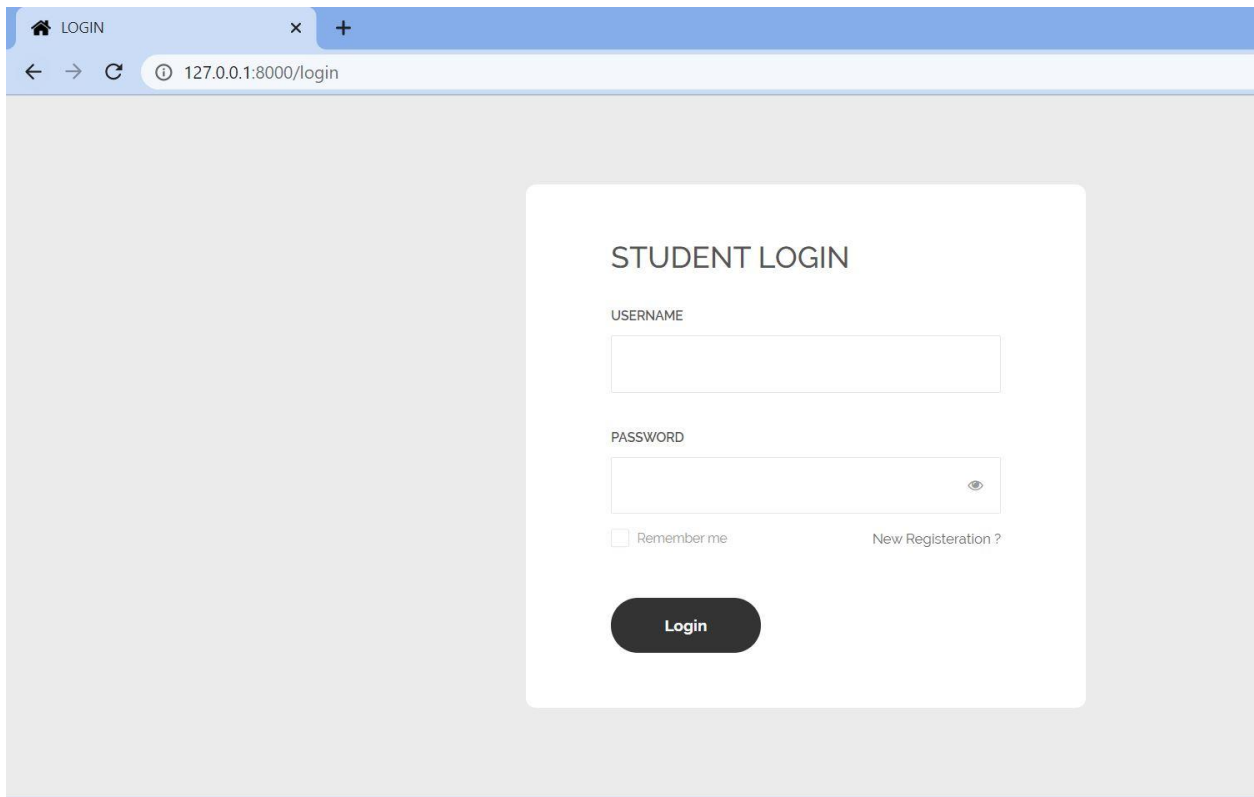 LOGIN
127.0.0.1:8000/login
STUDENT LOGIN
USERNAME
PASSWORD
Remember me
New Registeration ?
Login